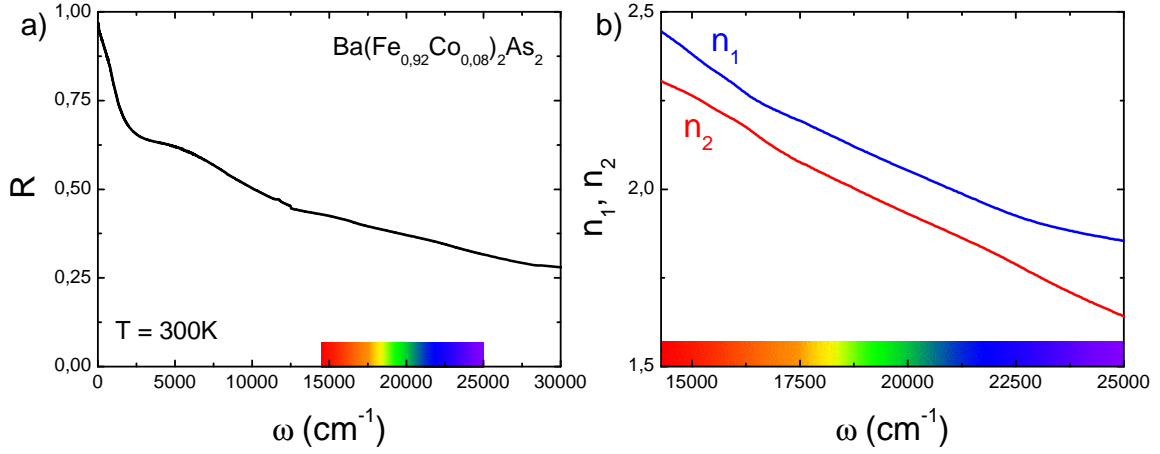 a)
Ba(Fe0,92Co0,08)2As2
T = 300K
R
1,00
0,75
0,50
0,25
0,00
0 5000 10000 15000 20000 25000 30000
ω (cm-1)
b)
n1
n2
n1, n2
2,5
2,0
1,5
15000 17500 20000 22500 25000
ω (cm-1)